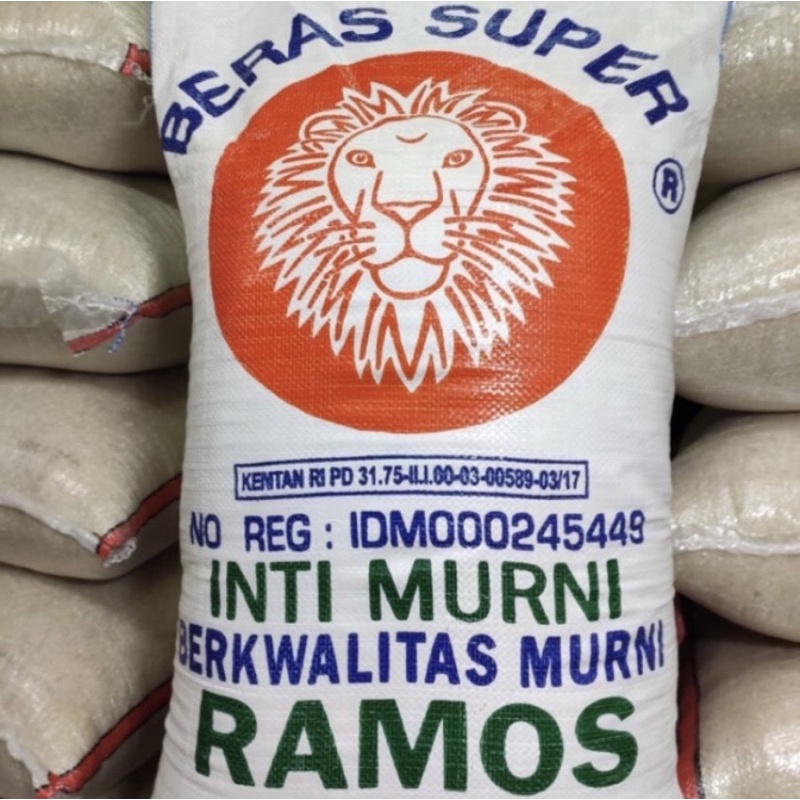 BERAS SUPER
R
KEMTAN RI PD 31.75-II.I.00-03-00589-03/17
NO REG : IDM000245449
INTI MURNI
BERKWALITAS MURNI
RAMOS